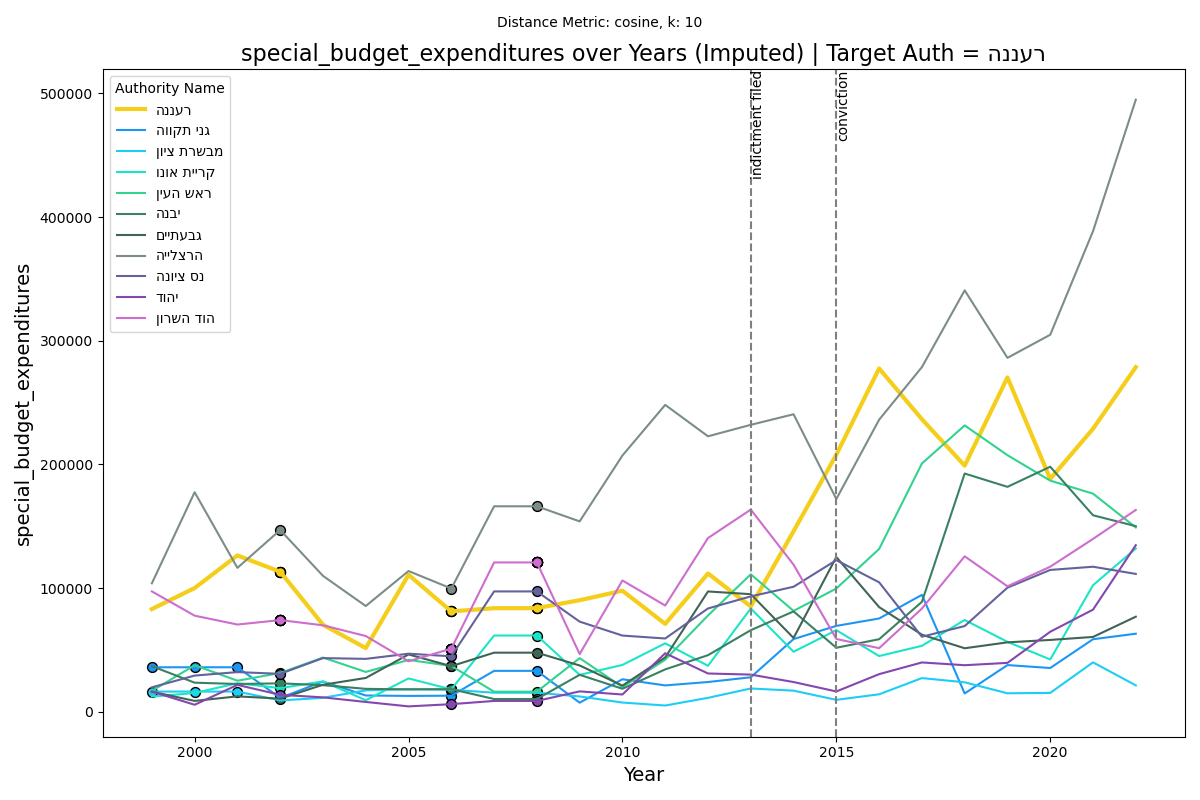 Distance Metric: cosine, k: 10
special_budget_expenditures over Years (Imputed) | Target Auth = רעננה
Authority Name
רעננה
גני תקווה
מבשרת ציון
קריית אונו
ראש העין
יבנה
גבעתיים
הרצלייה
נס ציונה
יהוד
הוד השרון
indictment filed
conviction
500000
400000
300000
200000
100000
0
special_budget_expenditures
2000
2005
2010
2015
2020
Year